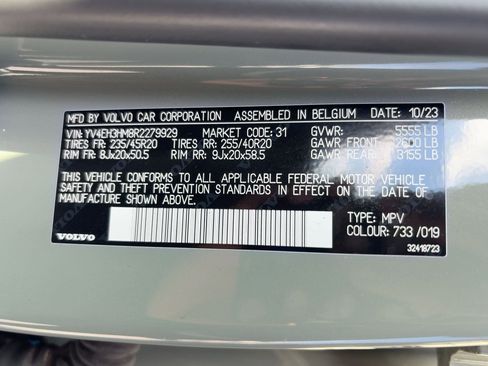 MFD BY VOLVO CAR CORPORATION ASSEMBLED IN BELGIUM 10/23
VIN: YV4EH3HM8R2279929 MARKET CODE: 31 GVWR: 5555 LB
TIRES FR: 235/45R20 TIRES RR: 255/40R20 GAWR FRONT: 2600 LB
RIM FR: 8Jx20x50.5 RIM RR: 9Jx20x58.5 GAWR REAR: 3155 LB
THIS VEHICLE CONFORMS TO ALL APPLICABLE FEDERAL MOTOR VEHICLE
SAFETY AND THEFT PREVENTION STANDARDS IN EFFECT ON THE DATE OF
MANUFACTURE SHOWN ABOVE.
TYPE: MPV
COLOUR: 733 /019
VOLVO 32418723